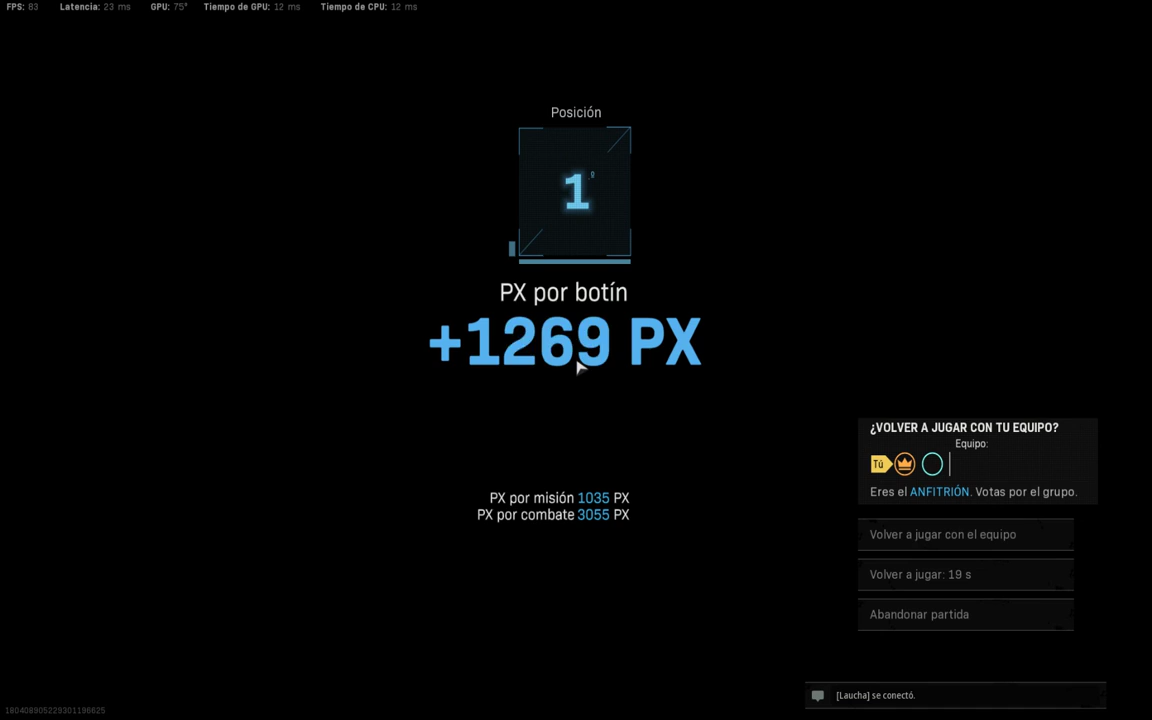 FPS: 83 Latencia: 23 ms GPU: 75° Tiempo de GPU: 12 ms Tiempo de CPU: 12 ms
Posición
1º
PX por botín
+1269 PX
PX por misión 1035 PX
PX por combate 3055 PX
¿VOLVER A JUGAR CON TU EQUIPO?
Equipo:
Tú
Eres el ANFITRIÓN. Votas por el grupo.
Volver a jugar con el equipo
Volver a jugar: 19 s
Abandonar partida
[Laucha] se conectó.
180408905229301196625